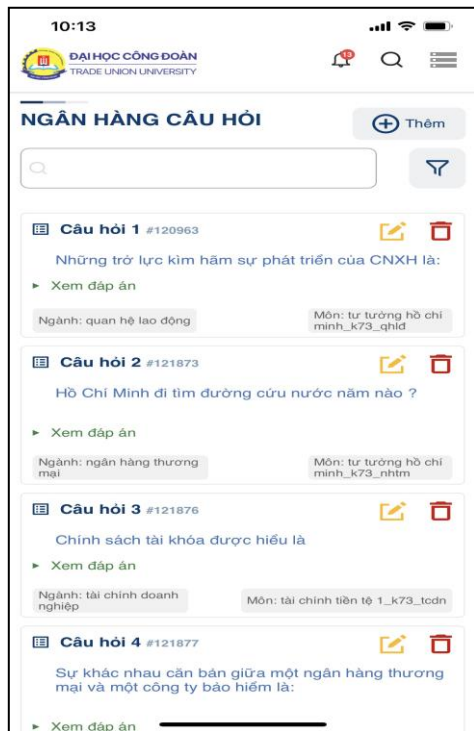 10:13
ĐẠI HỌC CÔNG ĐOÀN
TRADE UNION UNIVERSITY
13
NGÂN HÀNG CÂU HỎI
Thêm
Câu hỏi 1 #120963
Những trở lực kìm hãm sự phát triển của CNXH là:
Xem đáp án
Ngành: quan hệ lao động
Môn: tư tưởng hồ chí
minh_k73_qhlđ
Câu hỏi 2 #121873
Hồ Chí Minh đi tìm đường cứu nước năm nào ?
Xem đáp án
Ngành: ngân hàng thương
mại
Môn: tư tưởng hồ chí
minh_k73_nhtm
Câu hỏi 3 #121876
Chính sách tài khóa được hiểu là
Xem đáp án
Ngành: tài chính doanh
nghiệp
Môn: tài chính tiền tệ 1_k73_tcdn
Câu hỏi 4 #121877
Sự khác nhau căn bản giữa một ngân hàng thương
mại và một công ty bảo hiểm là:
Xem đáp án